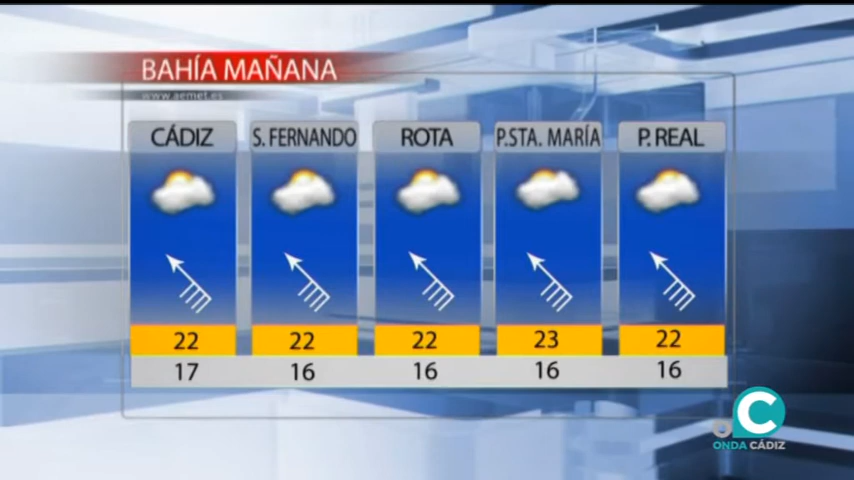 BAHÍA MAÑANA
www.aemet.es
CÁDIZ S. FERNANDO ROTA P.STA. MARÍA P. REAL
22 22 22 23 22
17 16 16 16 16
ONDA CÁDIZ